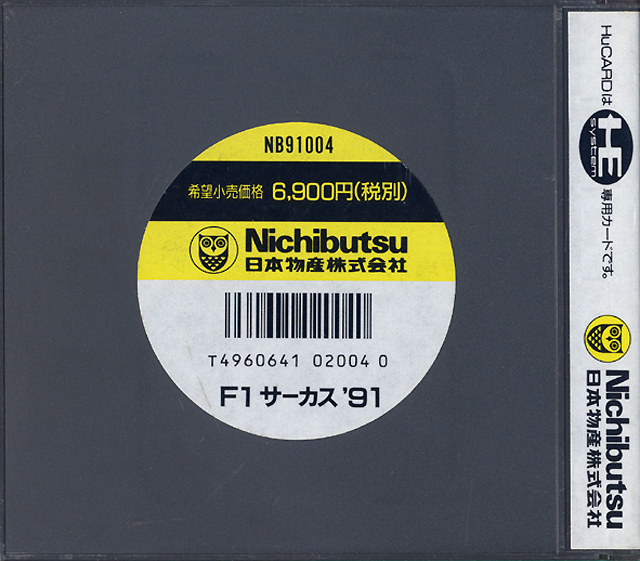 NB91004
希望小売価格 6,900円(税別)
Nichibutsu
日本物産株式会社
T4960641 02004 0
F1 サーカス '91
HuCARDは
HE
system
専用カードです。
Nichibutsu
日本物産株式会社